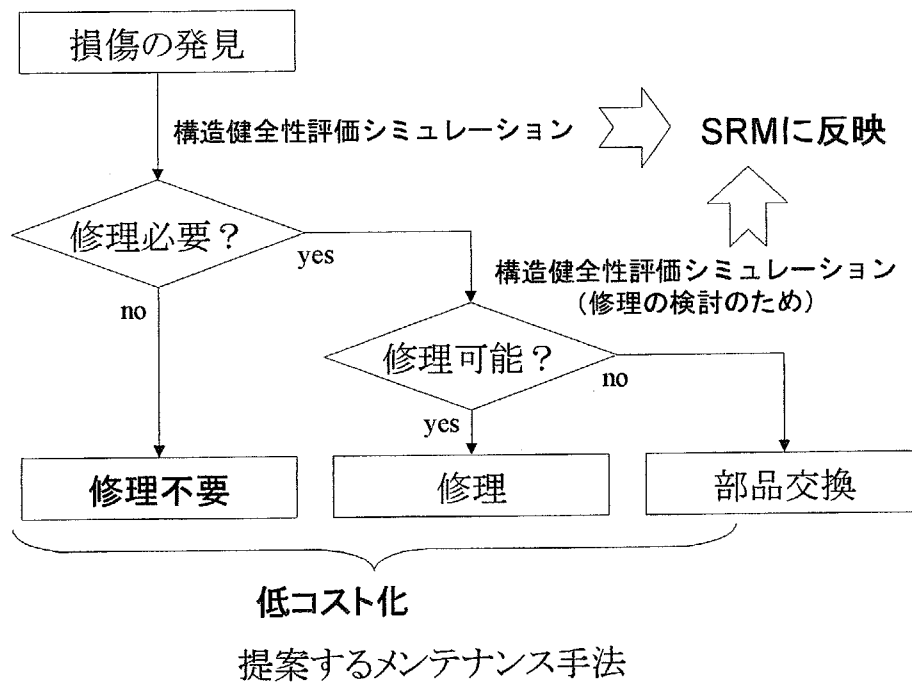 損傷の発見
構造健全性評価シミュレーション
SRMに反映
修理必要？
yes
no
構造健全性評価シミュレーション
（修理の検討のため）
修理可能？
no
yes
修理不要
修理
部品交換
低コスト化
提案するメンテナンス手法